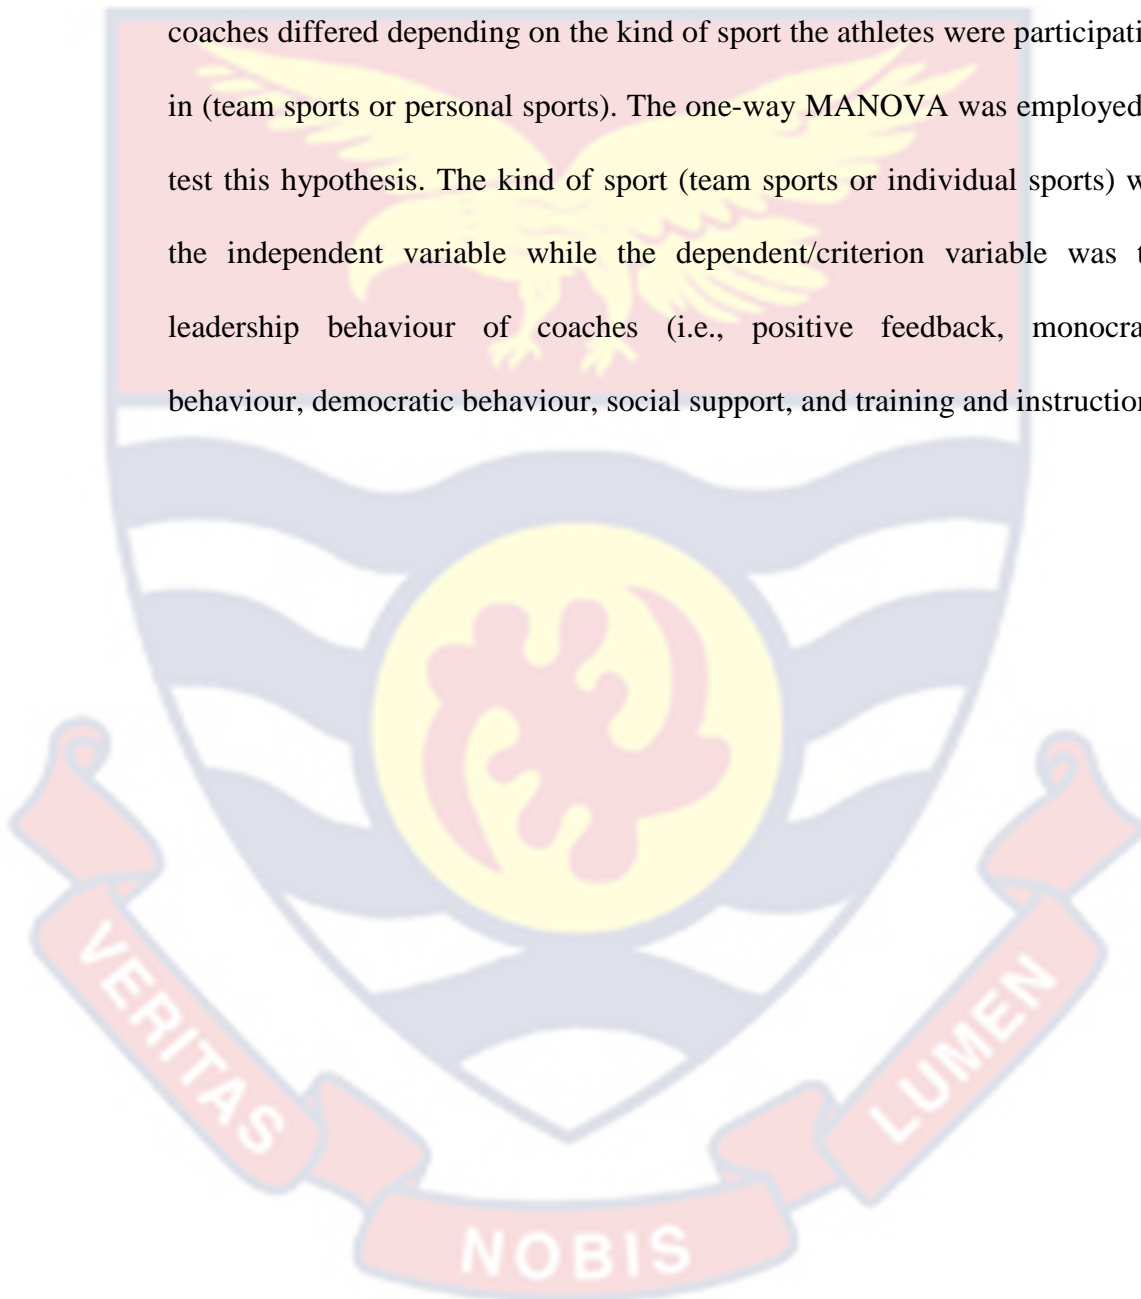 coaches differed depending on the kind of sport the athletes were participati
in (team sports or personal sports). The one-way MANOVA was employed
test this hypothesis. The kind of sport (team sports or individual sports) w
the independent variable while the dependent/criterion variable was t
leadership behaviour of coaches (i.e., positive feedback, monocra
behaviour, democratic behaviour, social support, and training and instruction
VERITAS
NOBIS
LUMEN